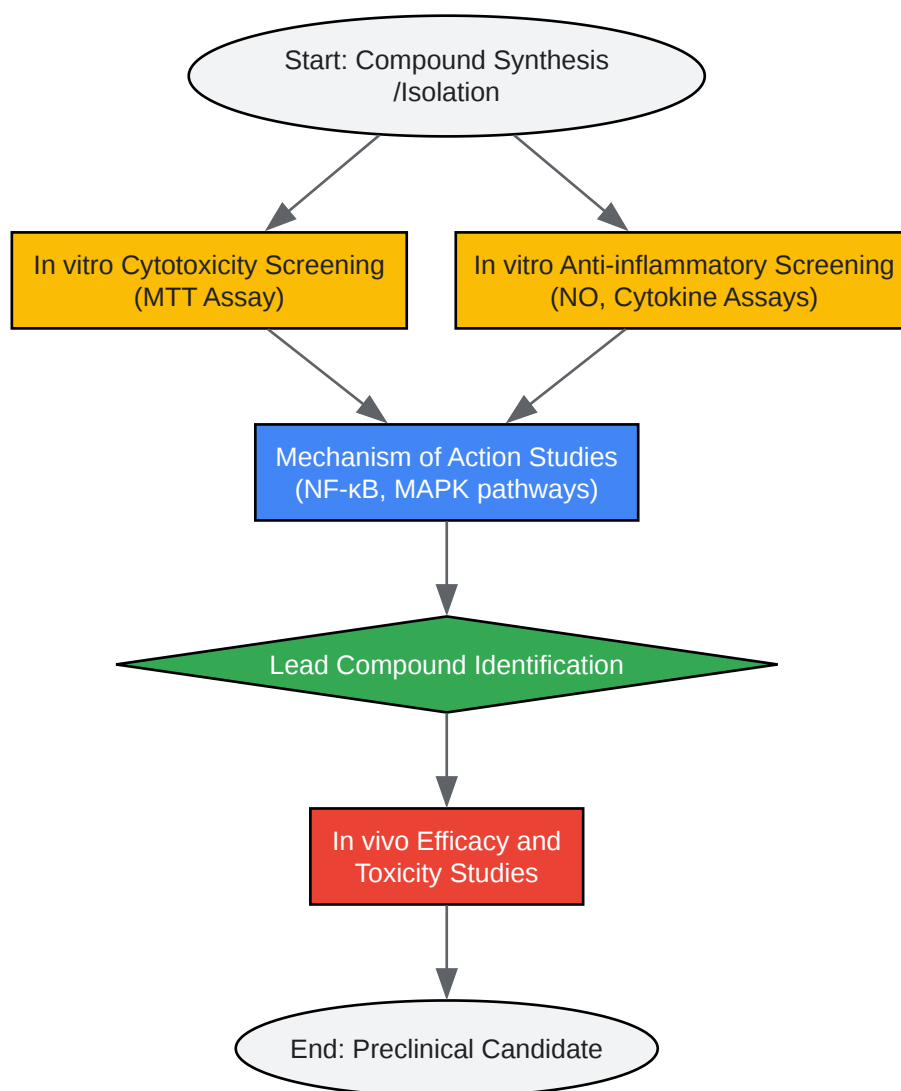 Start: Compound Synthesis
/Isolation
In vitro Cytotoxicity Screening
(MTT Assay)
In vitro Anti-inflammatory Screening
(NO, Cytokine Assays)
Mechanism of Action Studies
(NF-κB, MAPK pathways)
Lead Compound Identification
In vivo Efficacy and
Toxicity Studies
End: Preclinical Candidate